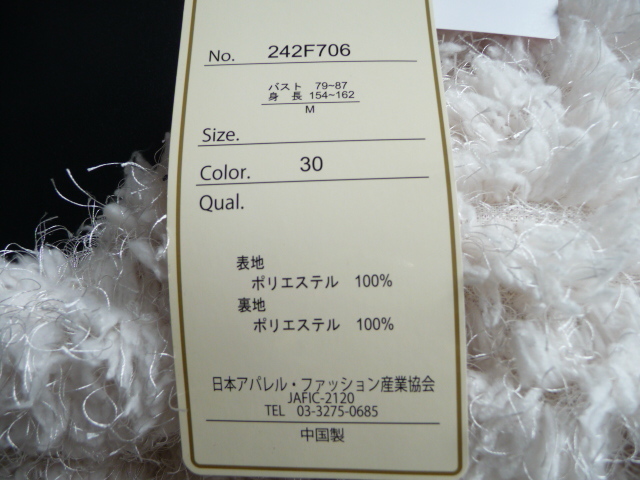 No. 242F706
バスト 79~87
身 長 154~162
M
Size.
Color. 30
Qual.
表地
ポリエステル 100%
裏地
ポリエステル 100%
日本アパレル・ファッション産業協会
JAFIC-2120
TEL 03-3275-0685
中国製